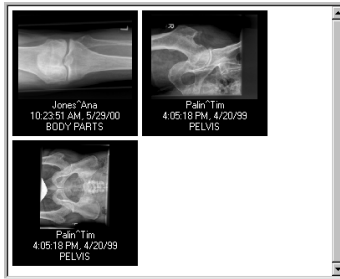 Jones^Ana
10:23:51 AM, 5/29/00
BODY PARTS
Palin^Tim
4:05:18 PM, 4/20/99
PELVIS
Palin^Tim
4:05:18 PM, 4/20/99
PELVIS